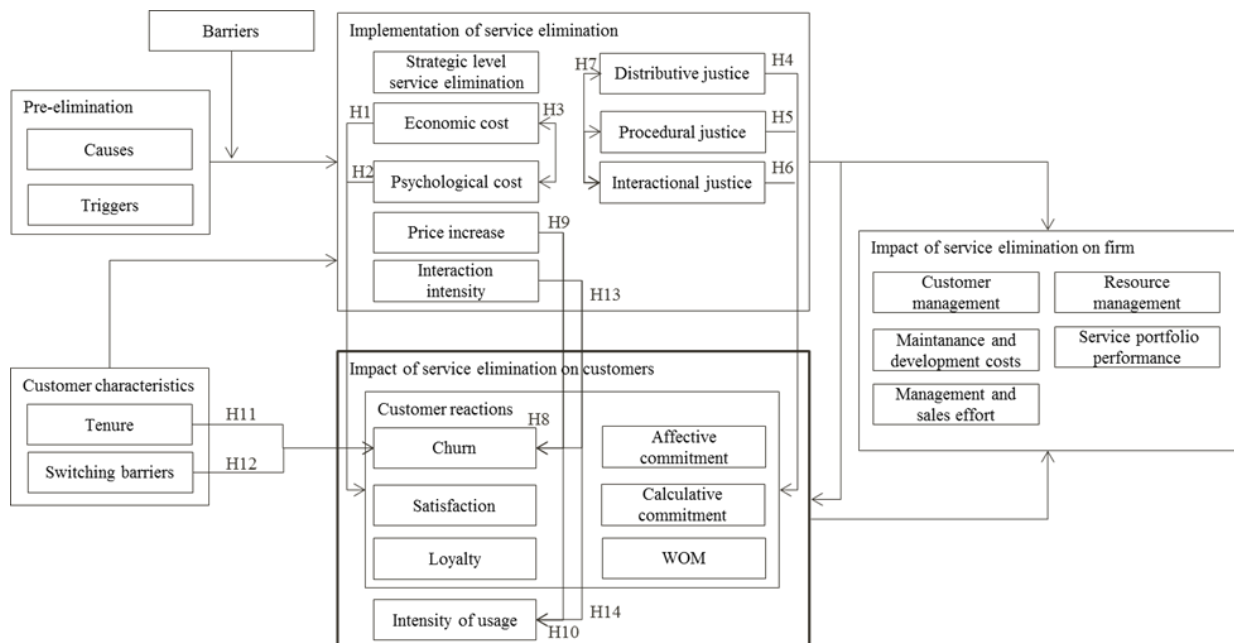 Barriers
Pre-elimination
Causes
Triggers
Implementation of service elimination
Strategic level
service elimination
H1
Economic cost
H3
H2
Psychological cost
Price increase
H9
Interaction
intensity
H13
H7
Distributive justice
H4
Procedural justice
H5
Interactional justice
H6
Customer characteristics
Tenure
H11
Switching barriers
H12
Impact of service elimination on customers
Customer reactions
Churn
H8
Satisfaction
Loyalty
Affective
commitment
Calculative
commitment
WOM
Intensity of usage
H10
H14
Impact of service elimination on firm
Customer
management
Resource
management
Maintanance and
development costs
Service portfolio
performance
Management and
sales effort